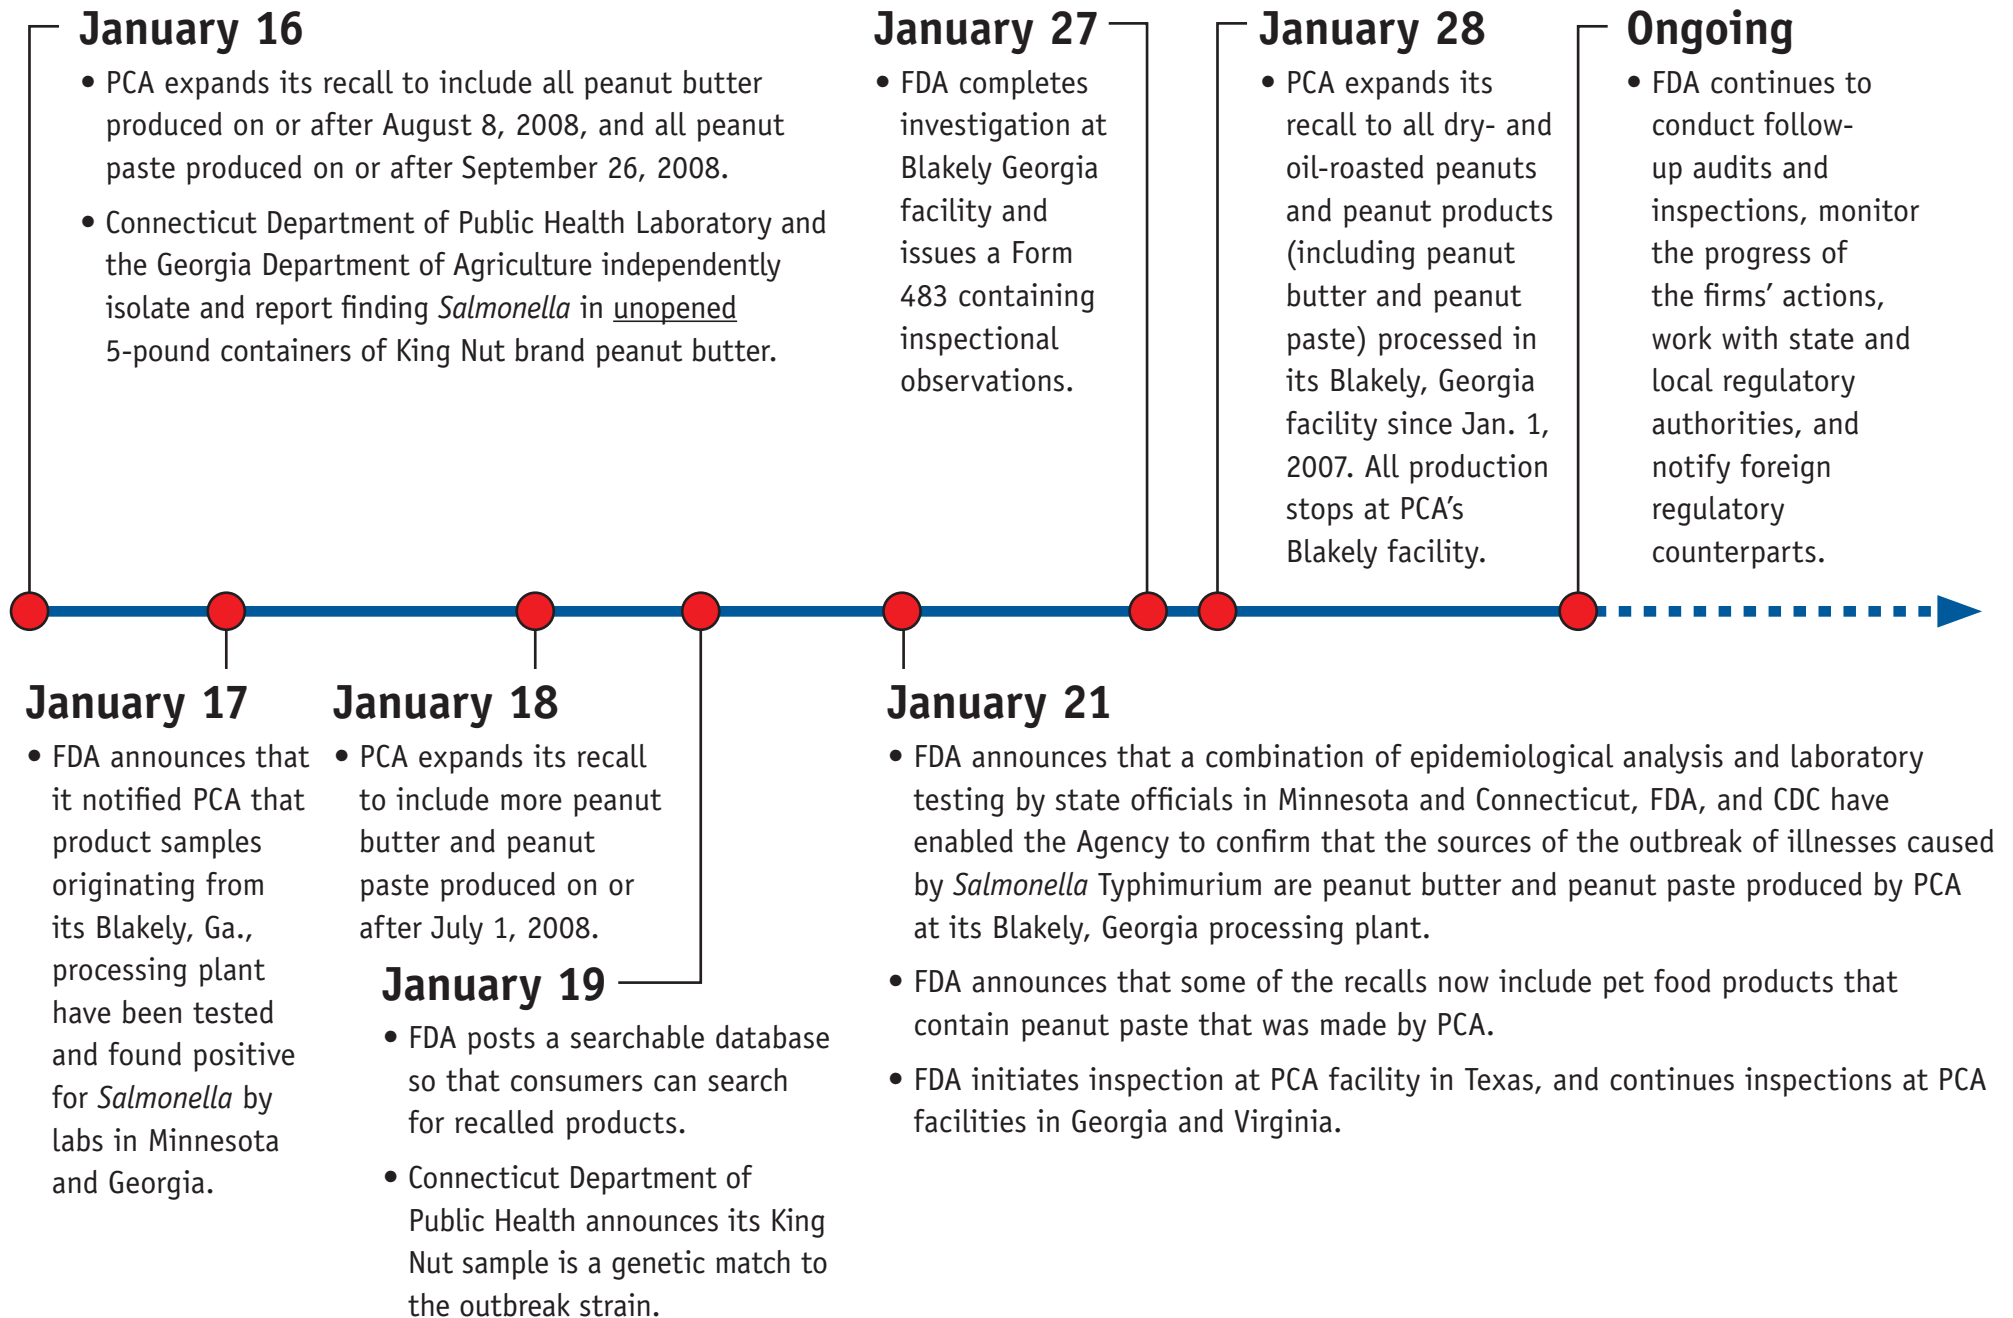 January 16
• PCA expands its recall to include all peanut butter
produced on or after August 8, 2008, and all peanut
paste produced on or after September 26, 2008.
• Connecticut Department of Public Health Laboratory and
the Georgia Department of Agriculture independently
isolate and report finding Salmonella in unopened
5-pound containers of King Nut brand peanut butter.
January 27
• FDA completes
investigation at
Blakely Georgia
facility and
issues a Form
483 containing
inspectional
observations.
January 28
• PCA expands its
recall to all dry- and
oil-roasted peanuts
and peanut products
(including peanut
butter and peanut
paste) processed in
its Blakely, Georgia
facility since Jan. 1,
2007. All production
stops at PCA’s
Blakely facility.
Ongoing
• FDA continues to
conduct follow-
up audits and
inspections, monitor
the progress of
the firms’ actions,
work with state and
local regulatory
authorities, and
notify foreign
regulatory
counterparts.
January 17
• FDA announces that
it notified PCA that
product samples
originating from
its Blakely, Ga.,
processing plant
have been tested
and found positive
for Salmonella by
labs in Minnesota
and Georgia.
January 18
• PCA expands its recall
to include more peanut
butter and peanut
paste produced on or
after July 1, 2008.
January 19
• FDA posts a searchable database
so that consumers can search
for recalled products.
• Connecticut Department of
Public Health announces its King
Nut sample is a genetic match to
the outbreak strain.
January 21
• FDA announces that a combination of epidemiological analysis and laboratory
testing by state officials in Minnesota and Connecticut, FDA, and CDC have
enabled the Agency to confirm that the sources of the outbreak of illnesses caused
by Salmonella Typhimurium are peanut butter and peanut paste produced by PCA
at its Blakely, Georgia processing plant.
• FDA announces that some of the recalls now include pet food products that
contain peanut paste that was made by PCA.
• FDA initiates inspection at PCA facility in Texas, and continues inspections at PCA
facilities in Georgia and Virginia.